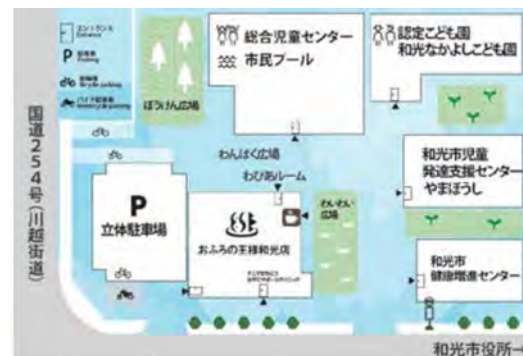 エントランス
Entrance
P 駐車場
Parking
駐輪場
Bicycle parking
バイク駐車場
Motorcycle parking
国道254号(川越街道)
ぼうけん広場
総合児童センター
市民プール
認定こども園
和光なかよしこども園
わんぱく広場
わぴあルーム
P
立体駐車場
おふろの王様和光店
わいわい
広場
和光市児童
発達支援センター
やまぼうし
和光市
健康増進センター
和光市役所→